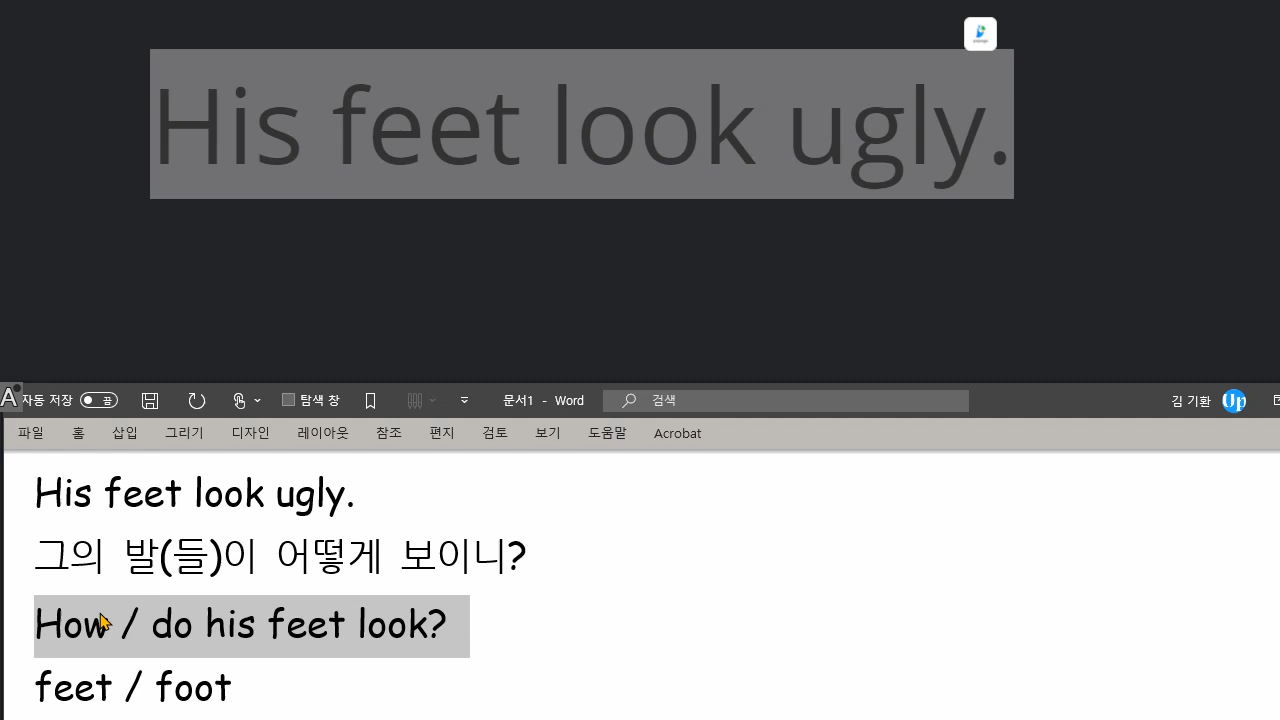 His feet look ugly.
A 자동 저장 끔 탐색 창 문서1 - Word 검색 김 기환 Up
파일 홈 삽입 그리기 디자인 레이아웃 참조 편지 검토 보기 도움말 Acrobat
His feet look ugly.
그의 발(들)이 어떻게 보이니?
How / do his feet look?
feet / foot